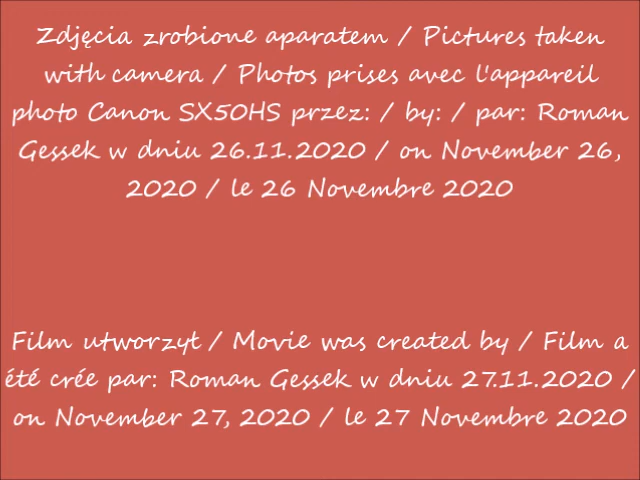 Zdjęcia zrobione aparatem / Pictures taken
with camera / Photos prises avec l'appareil
photo Canon SX50HS przez: / by: / par: Roman
Gessek w dniu 26.11.2020 / on November 26,
2020 / le 26 Novembre 2020
Film utworzył / Movie was created by / Film a
été crée par: Roman Gessek w dniu 27.11.2020 /
on November 27, 2020 / le 27 Novembre 2020